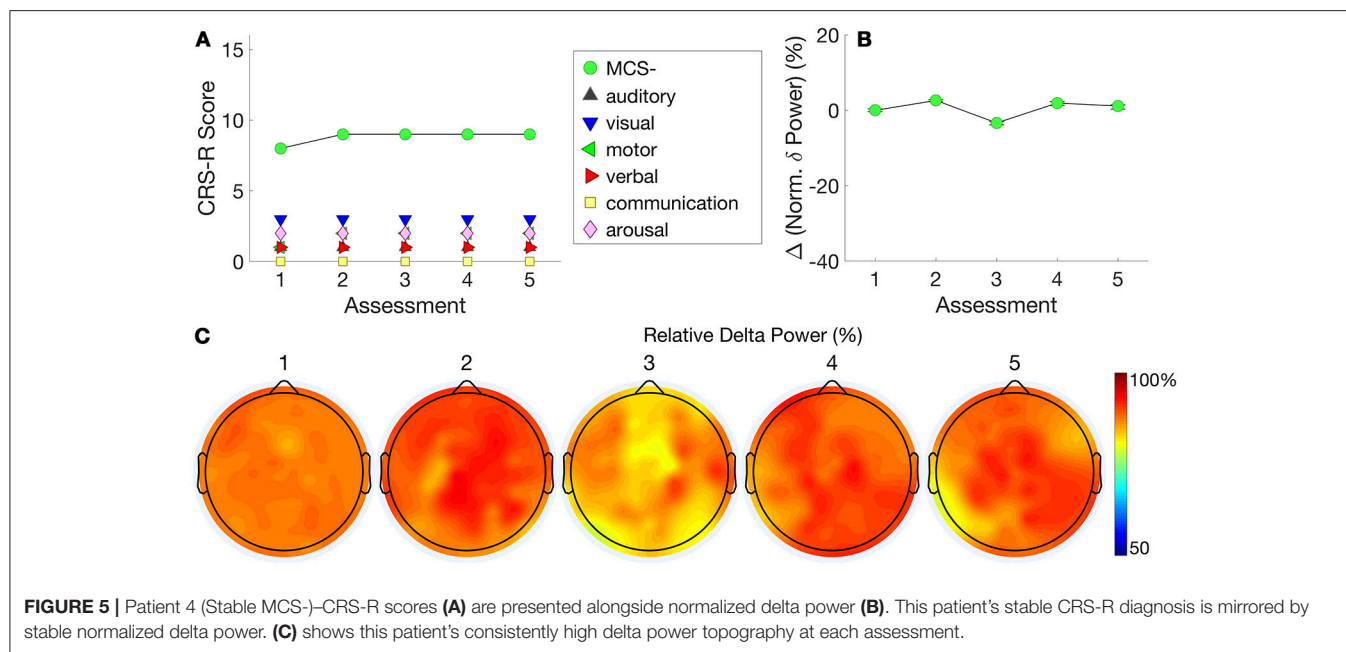 A
15
10
5
0
CRS-R Score
1 2 3 4 5
Assessment
MCS-
auditory
visual
motor
verbal
communication
arousal
B
20
0
-20
-40
Δ (Norm. δ Power) (%)
1 2 3 4 5
Assessment
C
Relative Delta Power (%)
1 2 3 4 5
100%
50
FIGURE 5 | Patient 4 (Stable MCS-)–CRS-R scores (A) are presented alongside normalized delta power (B). This patient's stable CRS-R diagnosis is mirrored by
stable normalized delta power. (C) shows this patient's consistently high delta power topography at each assessment.